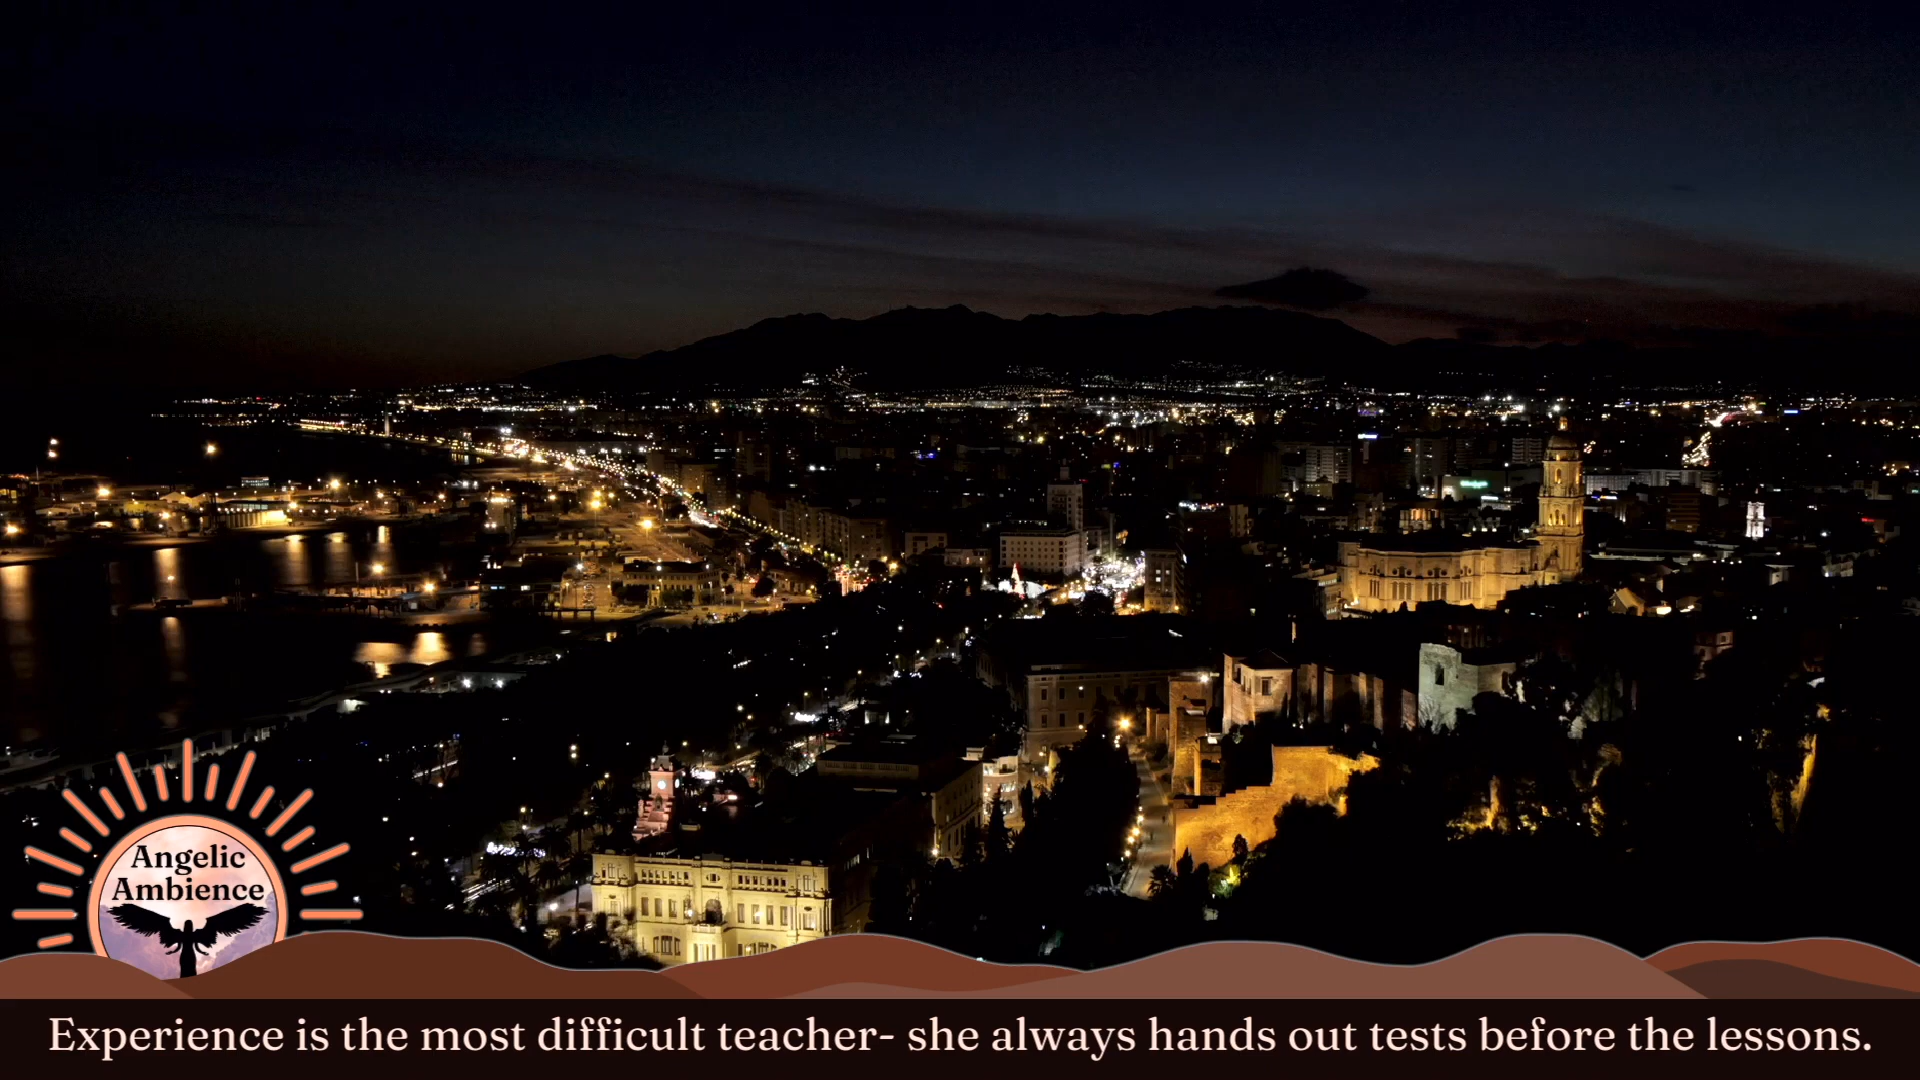 Angelic
Ambience
Experience is the most difficult teacher- she always hands out tests before the lessons.